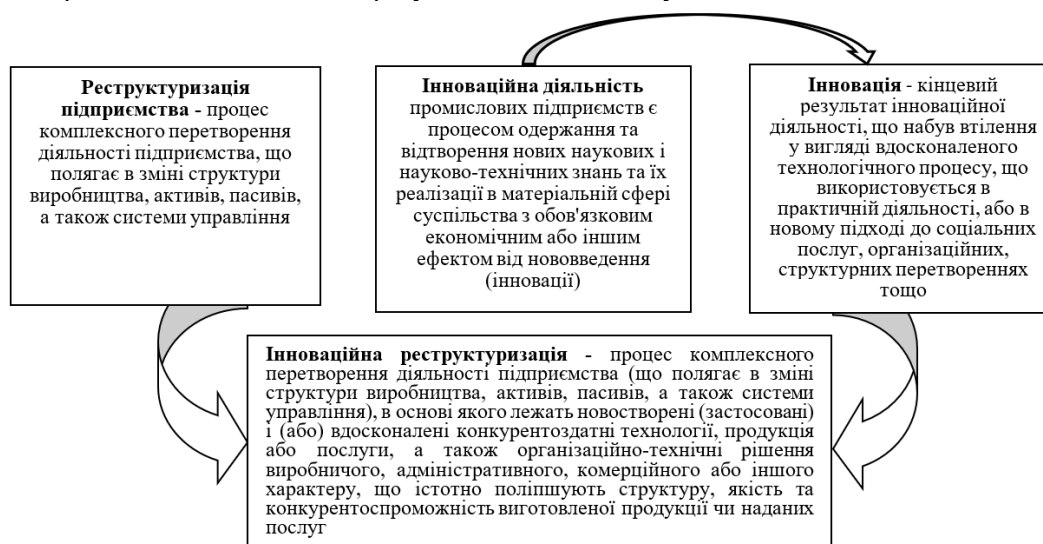 Реструктуризація
підприємства - процес
комплексного перетворення
діяльності підприємства, що
полягає в зміні структури
виробництва, активів, пасивів,
а також системи управління
Інноваційна діяльність
промислових підприємств є
процесом одержання та
відтворення нових наукових і
науково-технічних знань та їх
реалізації в матеріальній сфері
суспільства з обов'язковим
економічним або іншим
ефектом від нововведення
(інновації)
Інновація - кінцевий
результат інноваційної
діяльності, що набув втілення
у вигляді вдосконаленого
технологічного процесу, що
використовується в
практичній діяльності, або в
новому підході до соціальних
послуг, організаційних,
структурних перетвореннях
тощо
Інноваційна реструктуризація - процес комплексного
перетворення діяльності підприємства (що полягає в зміні
структури виробництва, активів, пасивів, а також системи
управління), в основі якого лежать новостворені (застосовані)
і (або) вдосконалені конкурентоздатні технології, продукція
або послуги, а також організаційно-технічні рішення
виробничого, адміністративного, комерційного або іншого
характеру, що істотно поліпшують структуру, якість та
конкурентоспроможність виготовленої продукції чи наданих
послуг